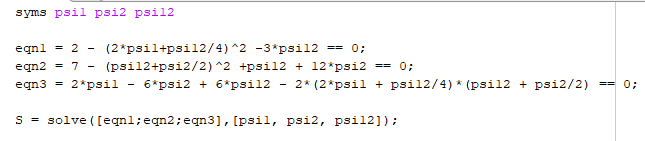 syms psi1 psi2 psi12
eqn1 = 2 - (2*psi1+psi12/4)^2 -3*psi12 == 0;
eqn2 = 7 - (psi12+psi2/2)^2 +psi12 + 12*psi2 == 0;
eqn3 = 2*psi1 - 6*psi2 + 6*psi12 - 2*(2*psi1 + psi12/4)*(psi12 + psi2/2) == 0;
S = solve([eqn1;eqn2;eqn3],[psi1, psi2, psi12]);